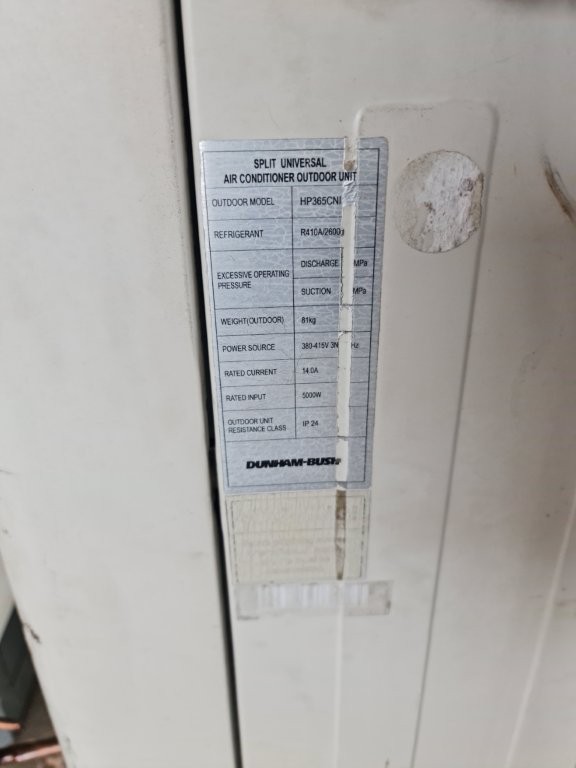 SPLIT UNIVERSAL
AIR CONDITIONER OUTDOOR UNIT
OUTDOOR MODEL HP365CN
REFRIGERANT R410A/2600g
EXCESSIVE OPERATING PRESSURE
DISCHARGE MPa
SUCTION MPa
WEIGHT(OUTDOOR) 81kg
POWER SOURCE 380-415V 3N Hz
RATED CURRENT 14.0A
RATED INPUT 5000W
OUTDOOR UNIT
RESISTANCE CLASS IP 24
DUNHAM-BUSH